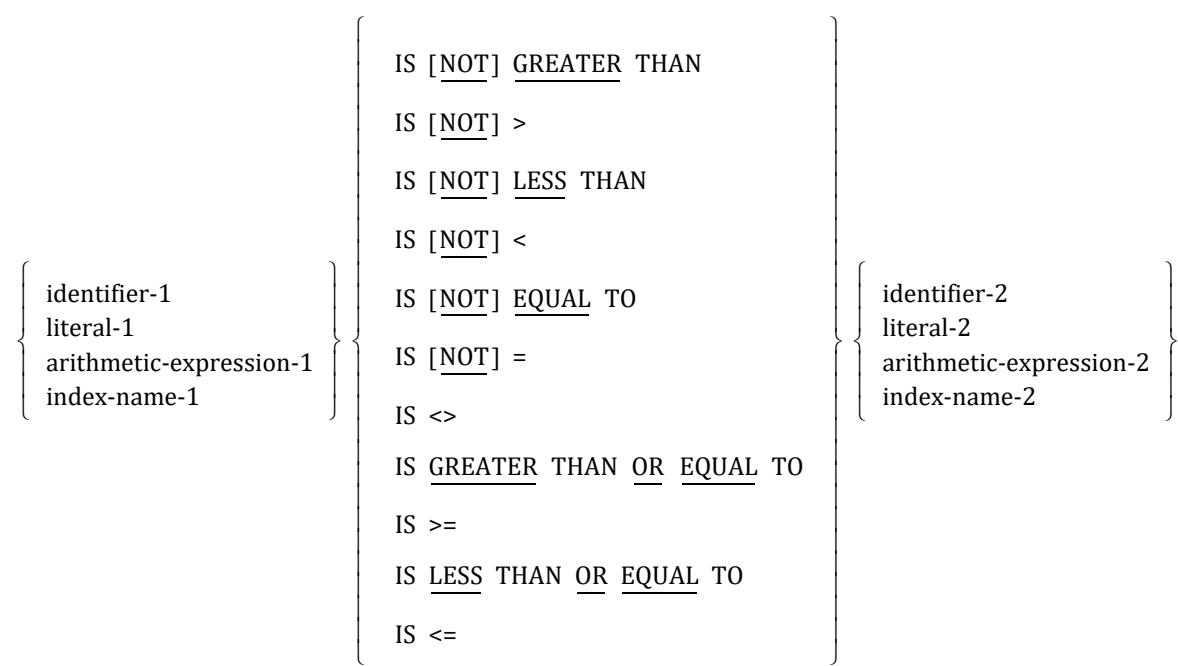 identifier-1
literal-1
arithmetic-expression-1
index-name-1
IS [NOT] GREATER THAN
IS [NOT] >
IS [NOT] LESS THAN
IS [NOT] <
IS [NOT] EQUAL TO
IS [NOT] =
IS <>
IS GREATER THAN OR EQUAL TO
IS >=
IS LESS THAN OR EQUAL TO
IS <=
identifier-2
literal-2
arithmetic-expression-2
index-name-2